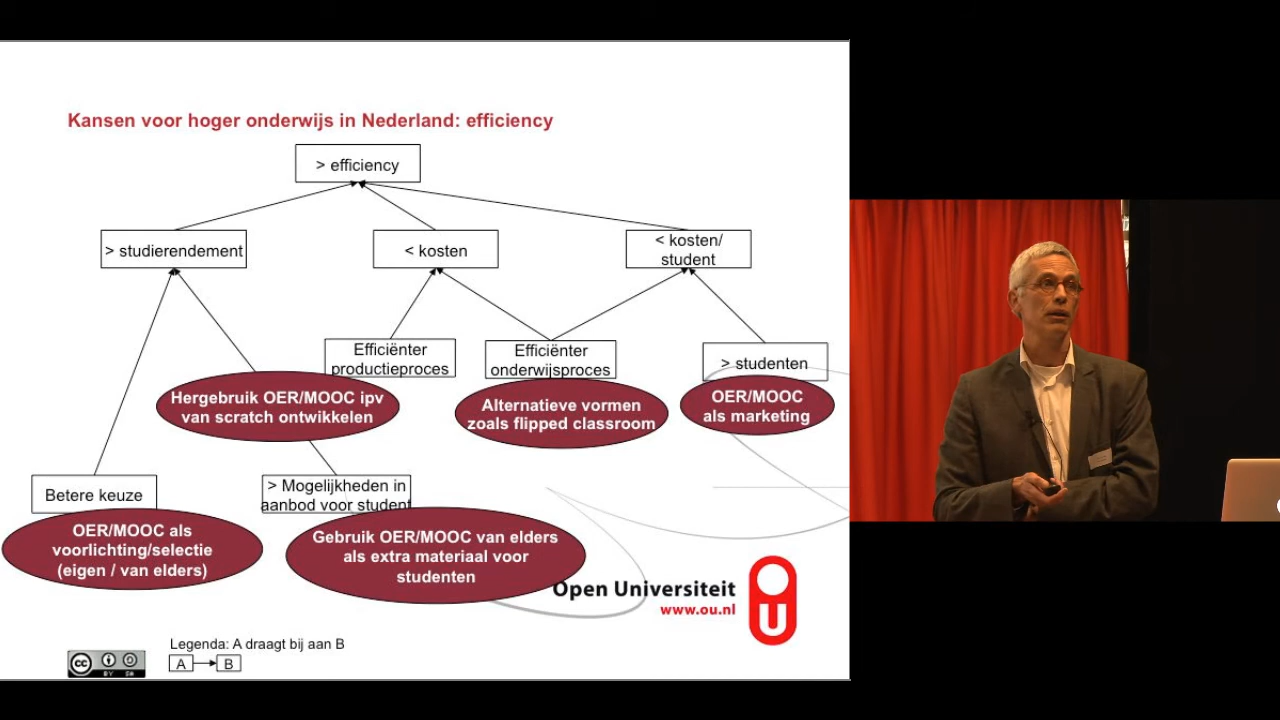 Kansen voor hoger onderwijs in Nederland: efficiency
> efficiency
> studierendement
< kosten
< kosten/
student
Efficiënter
productieproces
Efficiënter
onderwijsproces
> studenten
Hergebruik OER/MOOC ipv
van scratch ontwikkelen
Alternatieve vormen
zoals flipped classroom
OER/MOOC
als marketing
Betere keuze
> Mogelijkheden in
aanbod voor student
OER/MOOC als
voorlichting/selectie
(eigen / van elders)
Gebruik OER/MOOC van elders
als extra materiaal voor
studenten
Open Universiteit
www.ou.nl
Legenda: A draagt bij aan B
A
B
cc
BY
SA